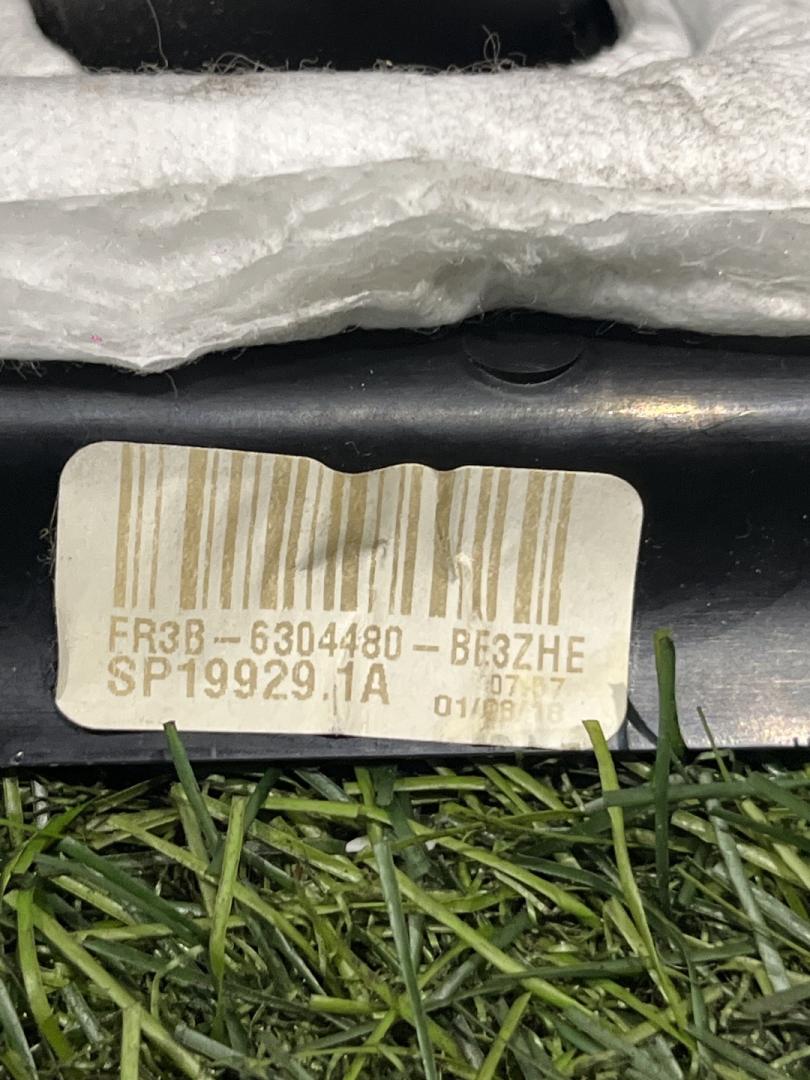 FR3B-6304480-BE3ZHE
SP19929.1A
07:57
01/08/18